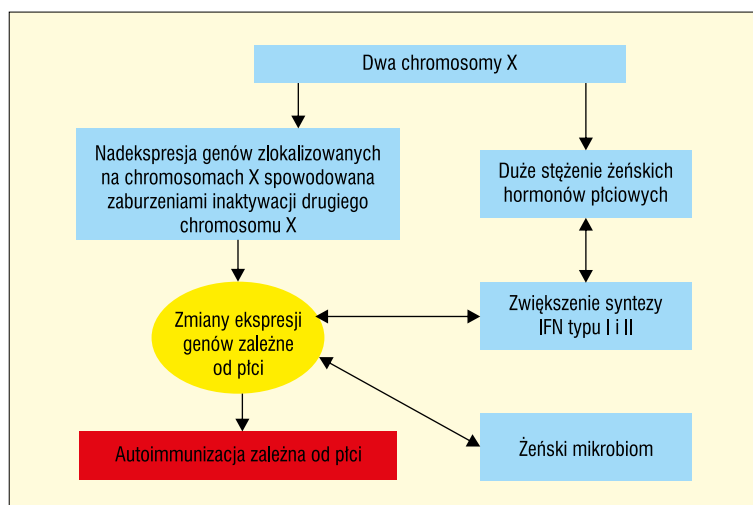 Dwa chromosomy X
Nadekspresja genów zlokalizowanych
na chromosomach X spowodowana
zaburzeniami inaktywacji drugiego
chromosomu X
Duże stężenie żeńskich
hormonów płciowych
Zmiany ekspresji
genów zależne
od płci
Zwiększenie syntezy
IFN typu I i II
Autoimmunizacja zależna od płci
Żeński mikrobiom